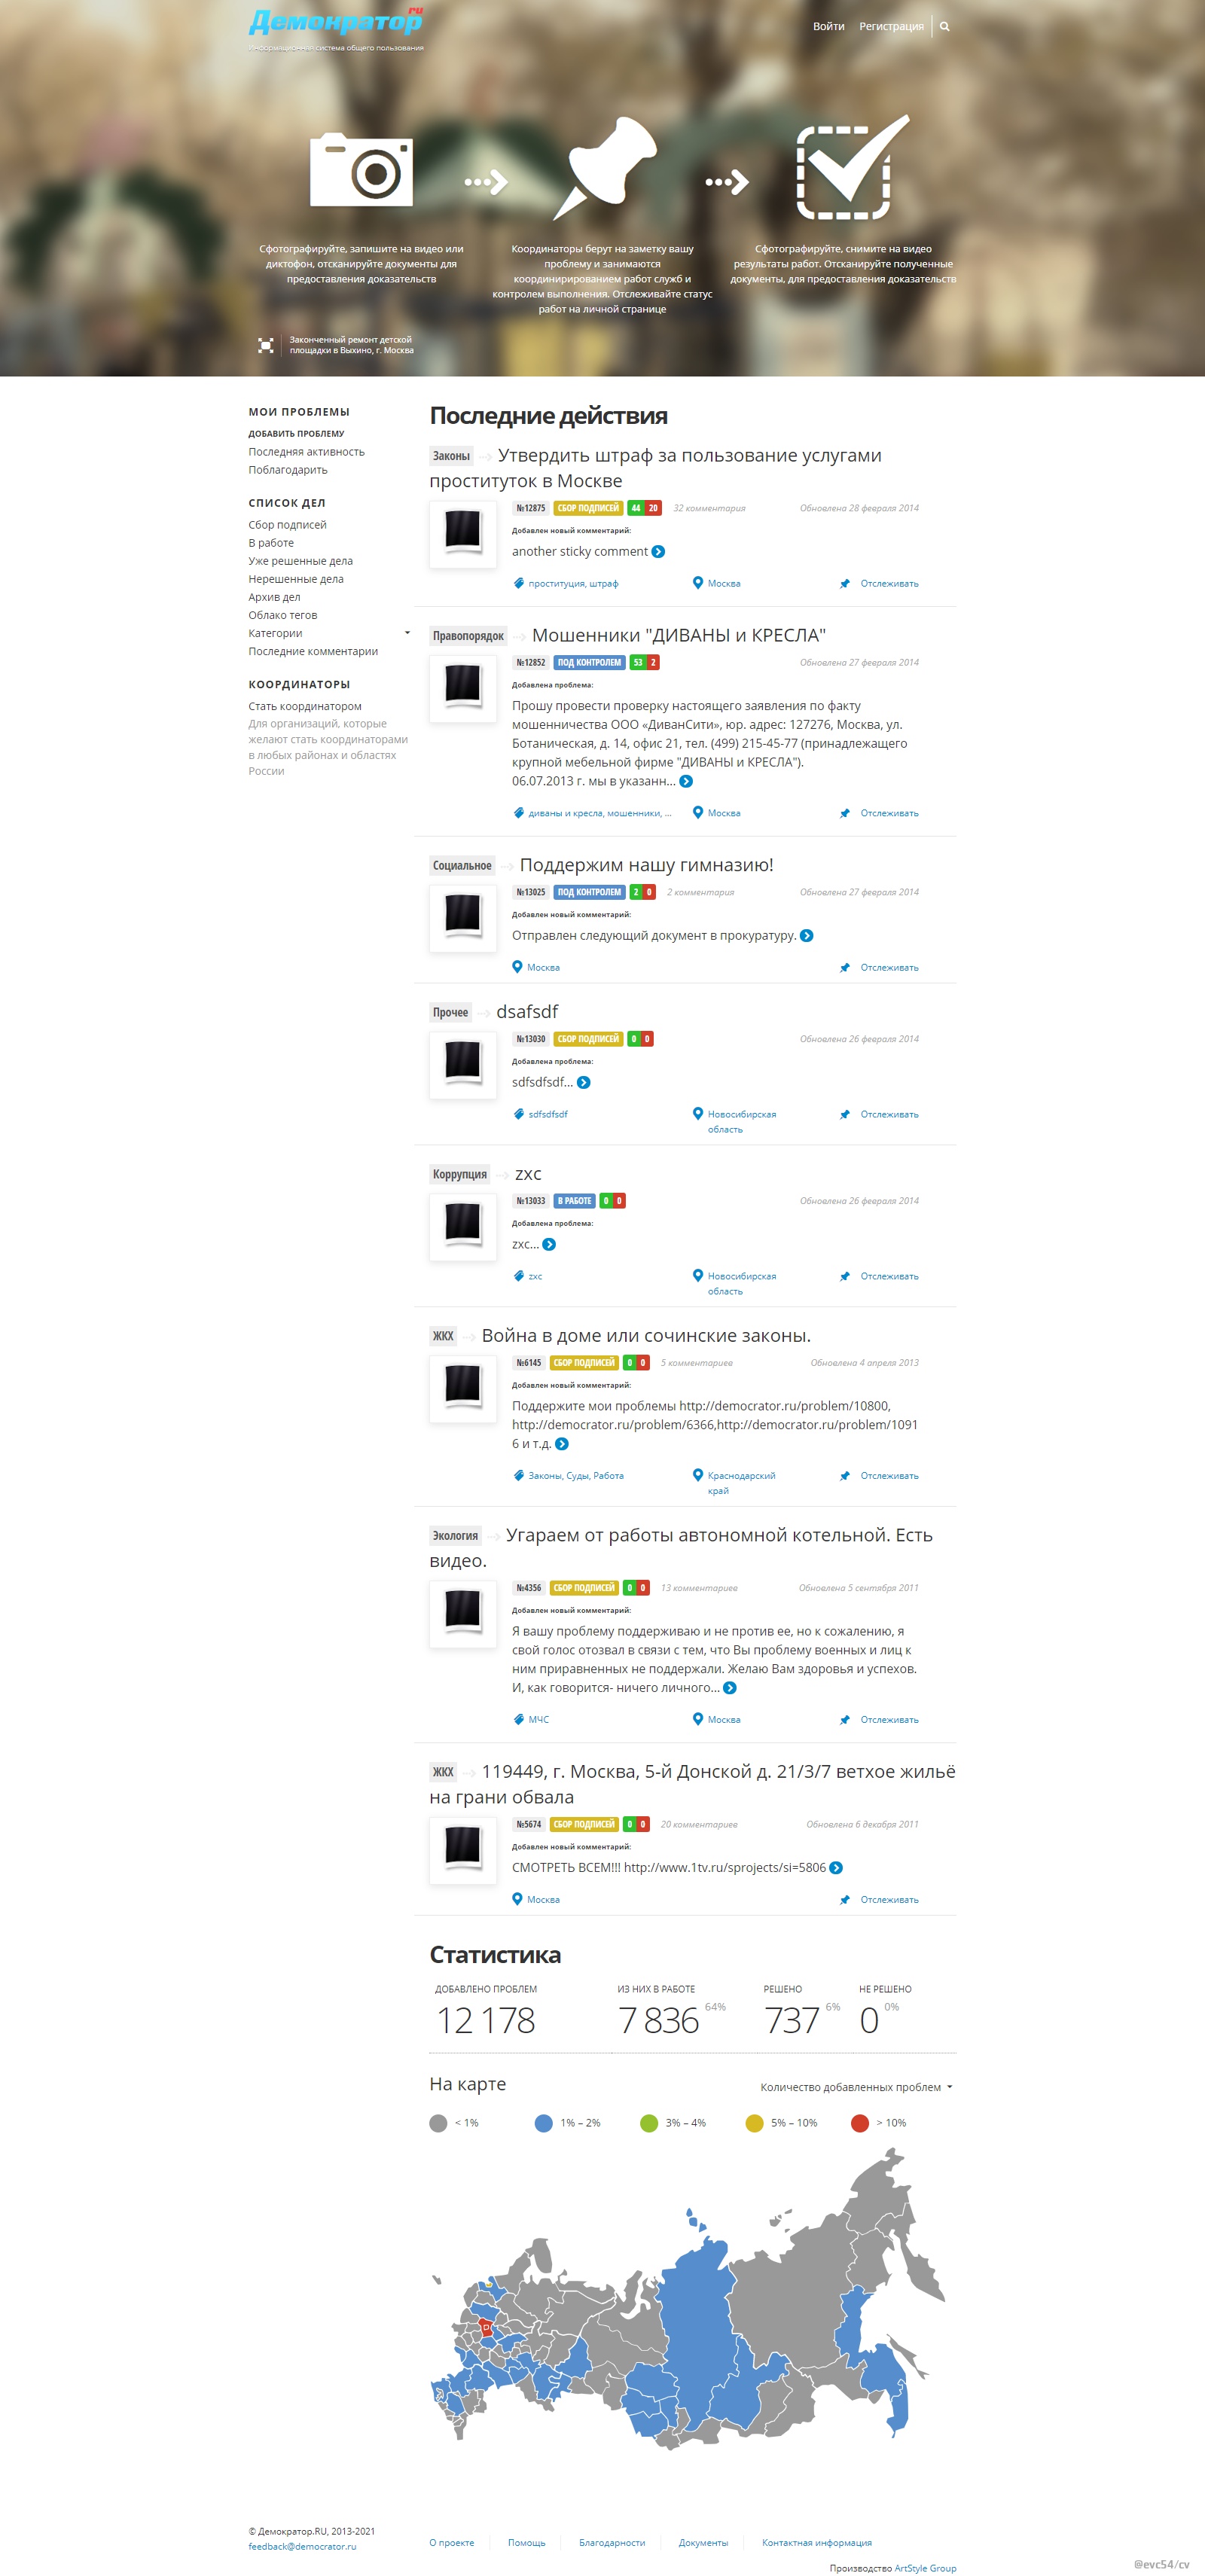 Демократор ru
Информационная система общего пользования
Войти Регистрация
Сфотографируйте, запишите на видео или
диктофон, отсканируйте документы для
предоставления доказательств
Координаторы берут на заметку вашу
проблему и занимаются
координирированием работ служб и
контролем выполнения. Отслеживайте статус
работ на личной странице
Сфотографируйте, снимите на видео
результаты работ. Отсканируйте полученные
документы, для предоставления доказательств
Законченный ремонт детской
площадки в Выхино, г. Москва
МОИ ПРОБЛЕМЫ
ДОБАВИТЬ ПРОБЛЕМУ
Последняя активность
Поблагодарить
СПИСОК ДЕЛ
Сбор подписей
В работе
Уже решенные дела
Нерешенные дела
Архив дел
Облако тегов
Категории
Последние комментарии
КООРДИНАТОРЫ
Стать координатором
Для организаций, которые
желают стать координаторами
в любых районах и областях
России
Последние действия
Законы Утвердить штраф за пользование услугами
проституток в Москве
№12875 СБОР ПОДПИСЕЙ 44 20 32 комментария Обновлена 28 февраля 2014
Добавлен новый комментарий:
another sticky comment
проституция, штраф Москва Отслеживать
Правопорядок Мошенники "ДИВАНЫ и КРЕСЛА"
№12852 ПОД КОНТРОЛЕМ 53 2 Обновлена 27 февраля 2014
Добавлена проблема:
Прошу провести проверку настоящего заявления по факту
мошенничества ООО «ДиванСити», юр. адрес: 127276, Москва, ул.
Ботаническая, д. 14, офис 21, тел. (499) 215-45-77 (принадлежащего
крупной мебельной фирме "ДИВАНЫ и КРЕСЛА").
06.07.2013 г. мы в указанн...
диваны и кресла, мошенники, ... Москва Отслеживать
Социальное Поддержим нашу гимназию!
№13025 ПОД КОНТРОЛЕМ 2 0 2 комментария Обновлена 27 февраля 2014
Добавлен новый комментарий:
Отправлен следующий документ в прокуратуру.
Москва Отслеживать
Прочее dsafsdf
№13030 СБОР ПОДПИСЕЙ 0 0 Обновлена 26 февраля 2014
Добавлена проблема:
sdfsdfsdf...
sdfsdfsdf Новосибирская Отслеживать
область
Коррупция zxc
№13033 В РАБОТЕ 0 0 Обновлена 26 февраля 2014
Добавлена проблема:
zxc...
zxc Новосибирская Отслеживать
область
ЖКХ Война в доме или сочинские законы.
№6145 СБОР ПОДПИСЕЙ 0 0 5 комментариев Обновлена 4 апреля 2013
Добавлен новый комментарий:
Поддержите мои проблемы http://democrator.ru/problem/10800,
http://democrator.ru/problem/6366,http://democrator.ru/problem/1091
6 и т.д.
Законы, Суды, Работа Краснодарский Отслеживать
край
Экология Угараем от работы автономной котельной. Есть
видео.
№4356 СБОР ПОДПИСЕЙ 0 0 13 комментариев Обновлена 5 сентября 2011
Добавлен новый комментарий:
Я вашу проблему поддерживаю и не против ее, но к сожалению, я
свой голос отозвал в связи с тем, что Вы проблему военных и лиц к
ним приравненных не поддержали. Желаю Вам здоровья и успехов.
И, как говорится- ничего личного...
МЧС Москва Отслеживать
ЖКХ 119449, г. Москва, 5-й Донской д. 21/3/7 ветхое жильё
на грани обвала
№5674 СБОР ПОДПИСЕЙ 0 0 20 комментариев Обновлена 6 декабря 2011
Добавлен новый комментарий:
СМОТРЕТЬ ВСЕМ!!! http://www.1tv.ru/sprojects/si=5806
Москва Отслеживать
Статистика
ДОБАВЛЕНО ПРОБЛЕМ ИЗ НИХ В РАБОТЕ РЕШЕНО НЕ РЕШЕНО
12 178 7 836 64% 737 6% 0 0%
На карте Количество добавленных проблем
< 1% 1% – 2% 3% – 4% 5% – 10% > 10%
© Демократор.RU, 2013-2021
feedback@democrator.ru
О проекте Помощь Благодарности Документы Контактная информация
Производство ArtStyle Group
@evc54/cv